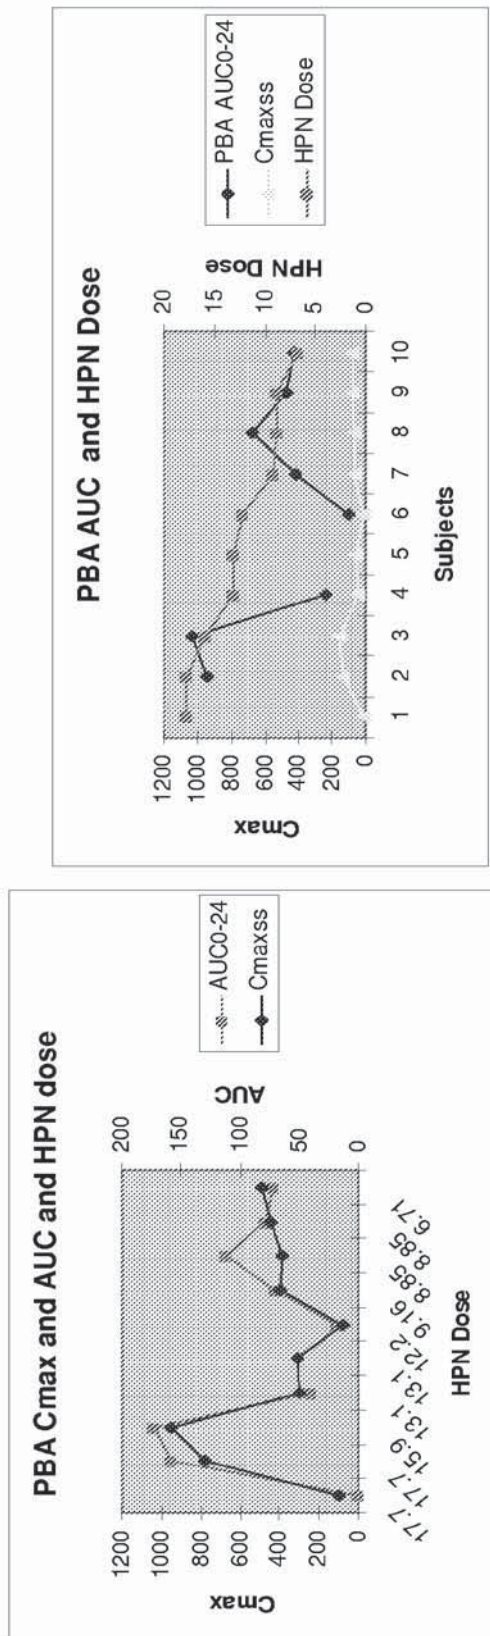 PBA Cmax and AUC and HPN dose
1200
1000
800
600
400
200
0
Cmax
200
150
100
50
0
AUC
17.7
17.7
15.9
13.1
13.1
12.2
9.16
8.85
8.85
6.71
HPN Dose
AUC0-24
Cmaxss
PBA AUC and HPN Dose
1200
1000
800
600
400
200
0
Cmax
17
13
9
4
0
HPN Dose
1 2 3 4 5 6 7 8 9 10
Subjects
PBA AUC0-24
Cmaxss
HPN Dose